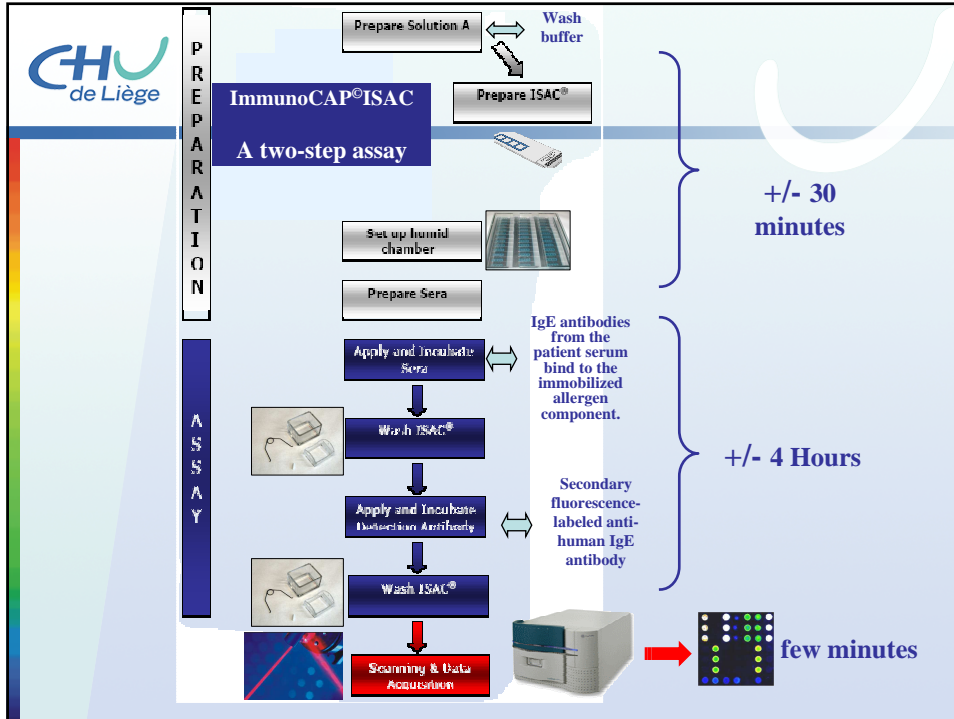 CHU
de Liège
PREPARATION
Prepare Solution A
Wash
buffer
ImmunoCAP©ISAC
A two-step assay
Prepare ISAC®
+/- 30
minutes
Set up humid
chamber
Prepare Sera
ASSAY
Apply and Incubate
Sera
IgE antibodies
from the
patient serum
bind to the
immobilized
allergen
component.
Wash ISAC®
+/- 4 Hours
Apply and Incubate
Detection Antibody
Secondary
fluorescence-
labeled anti-
human IgE
antibody
Wash ISAC®
Scanning & Data
Acquisition
few minutes